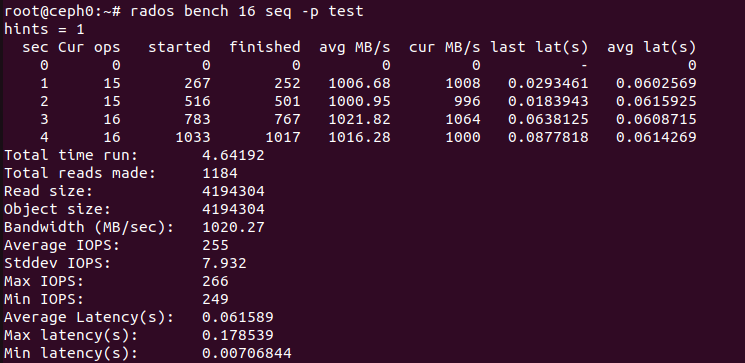 root@ceph0:~# rados bench 16 seq -p test
hints = 1
  sec Cur ops   started  finished  avg MB/s  cur MB/s last lat(s)  avg lat(s)
    0       0         0         0         0         0           -           0
    1      15       267       252   1006.68      1008   0.0293461   0.0602569
    2      15       516       501   1000.95       996   0.0183943   0.0615925
    3      16       783       767   1021.82      1064   0.0638125   0.0608715
    4      16      1033      1017   1016.28      1000   0.0877818   0.0614269
Total time run:       4.64192
Total reads made:     1184
Read size:            4194304
Object size:          4194304
Bandwidth (MB/sec):   1020.27
Average IOPS:         255
Stddev IOPS:          7.932
Max IOPS:             266
Min IOPS:             249
Average Latency(s):   0.061589
Max latency(s):       0.178539
Min latency(s):       0.00706844